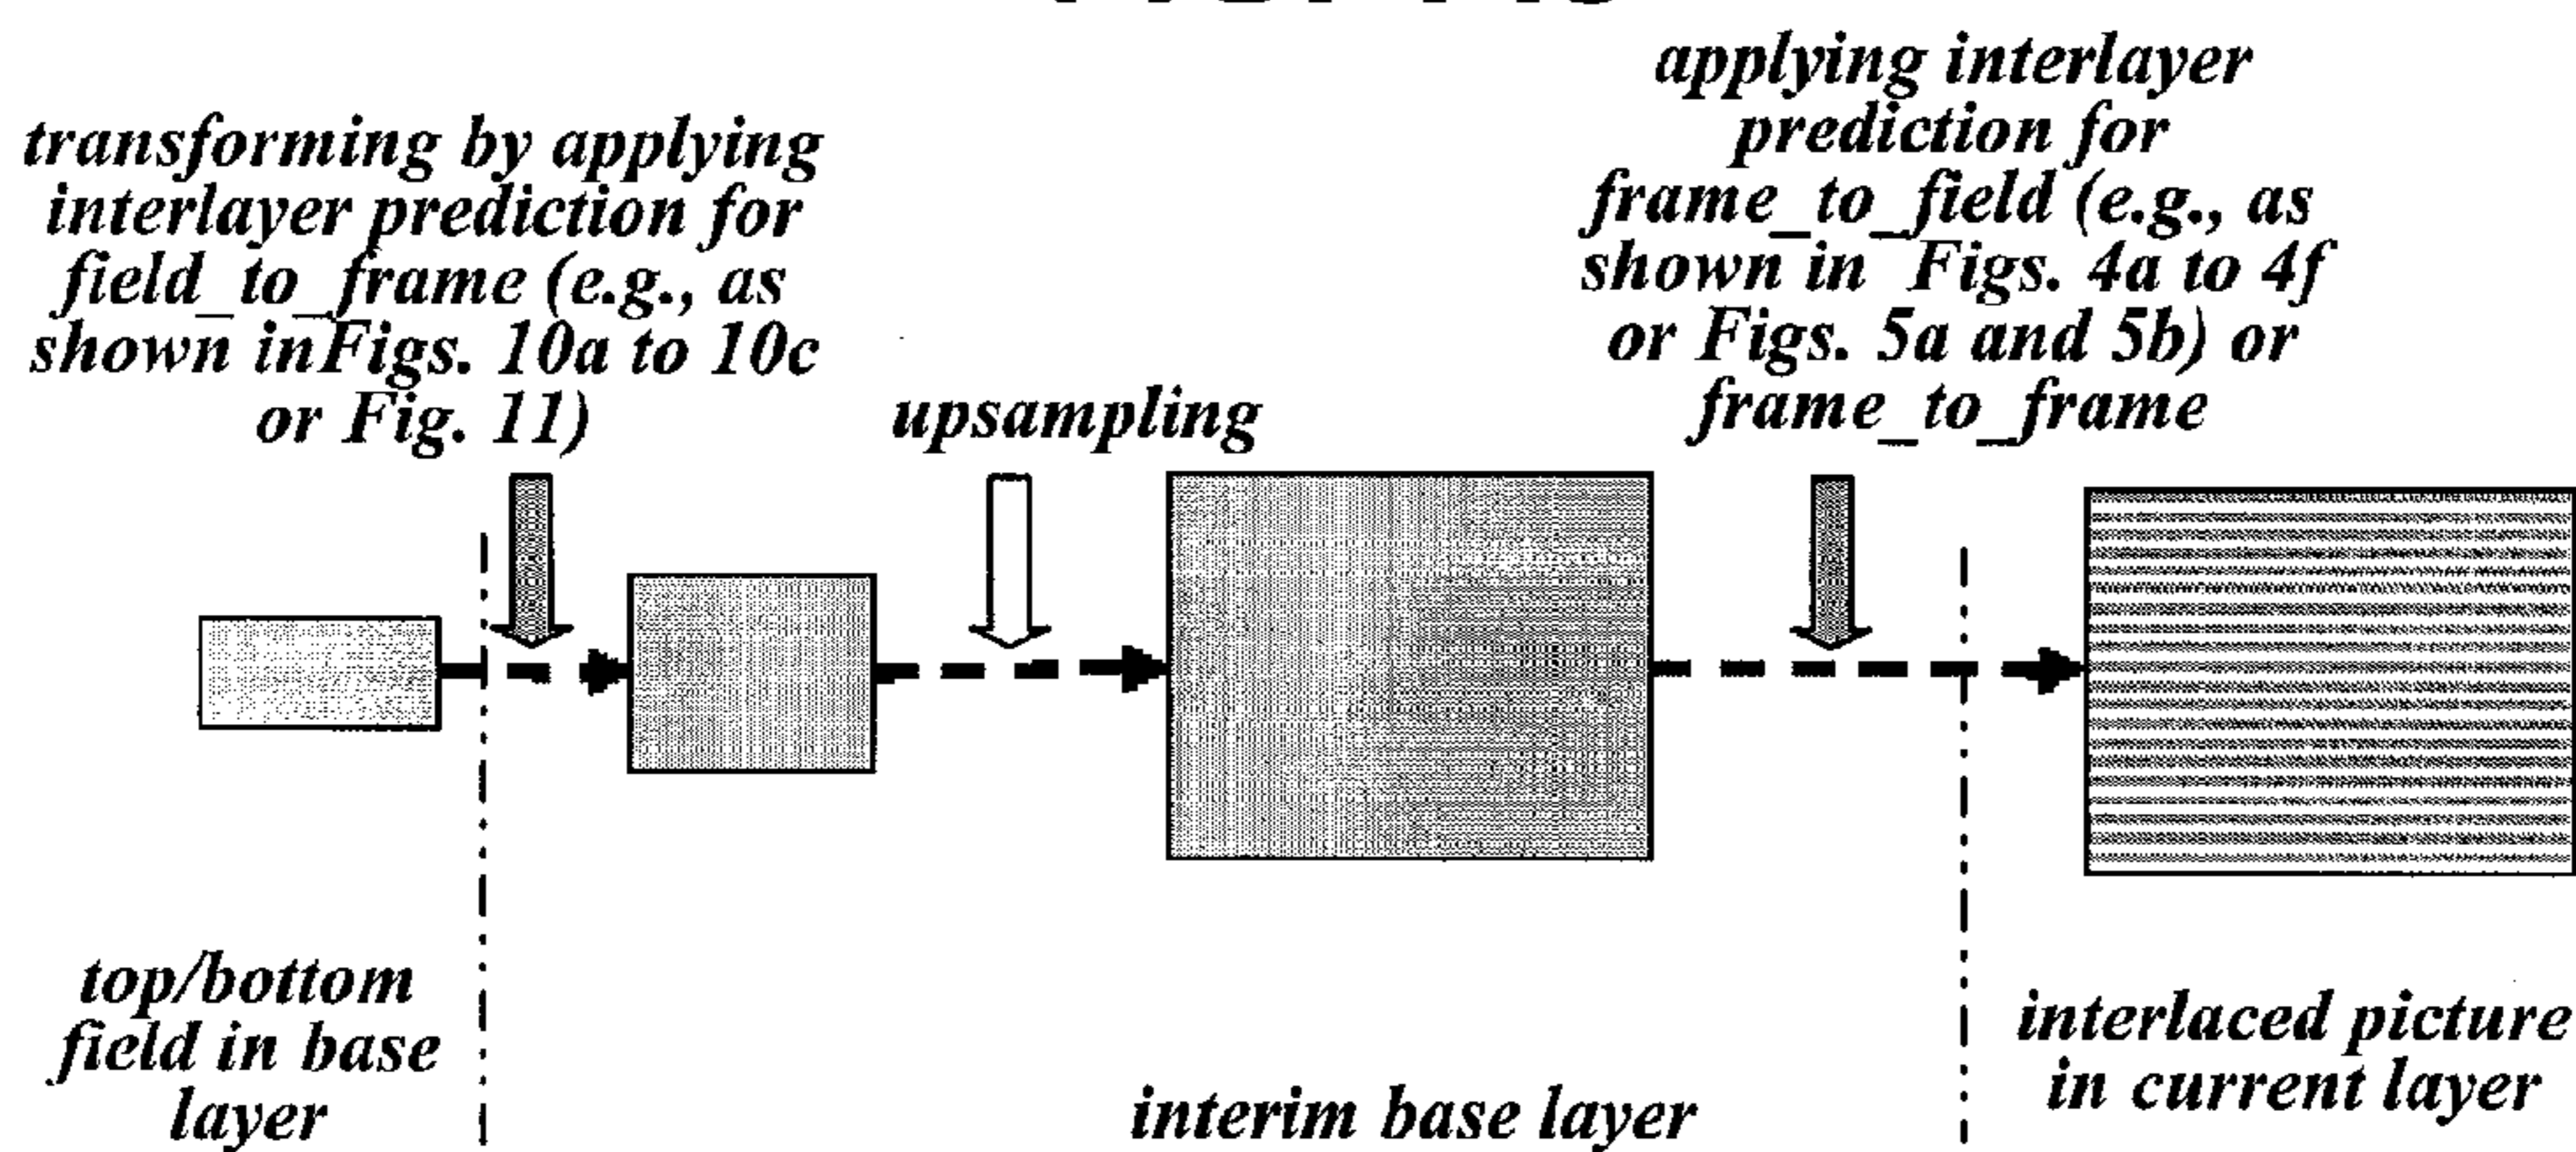 transforming by applying
interlayer prediction for
field_to_frame (e.g., as
shown inFigs. 10a to 10c
or Fig. 11)
upsampling
applying interlayer
prediction for
frame_to_field (e.g., as
shown in Figs. 4a to 4f
or Figs. 5a and 5b) or
frame_to_frame
top/bottom
field in base
layer
interim base layer
interlaced picture
in current layer